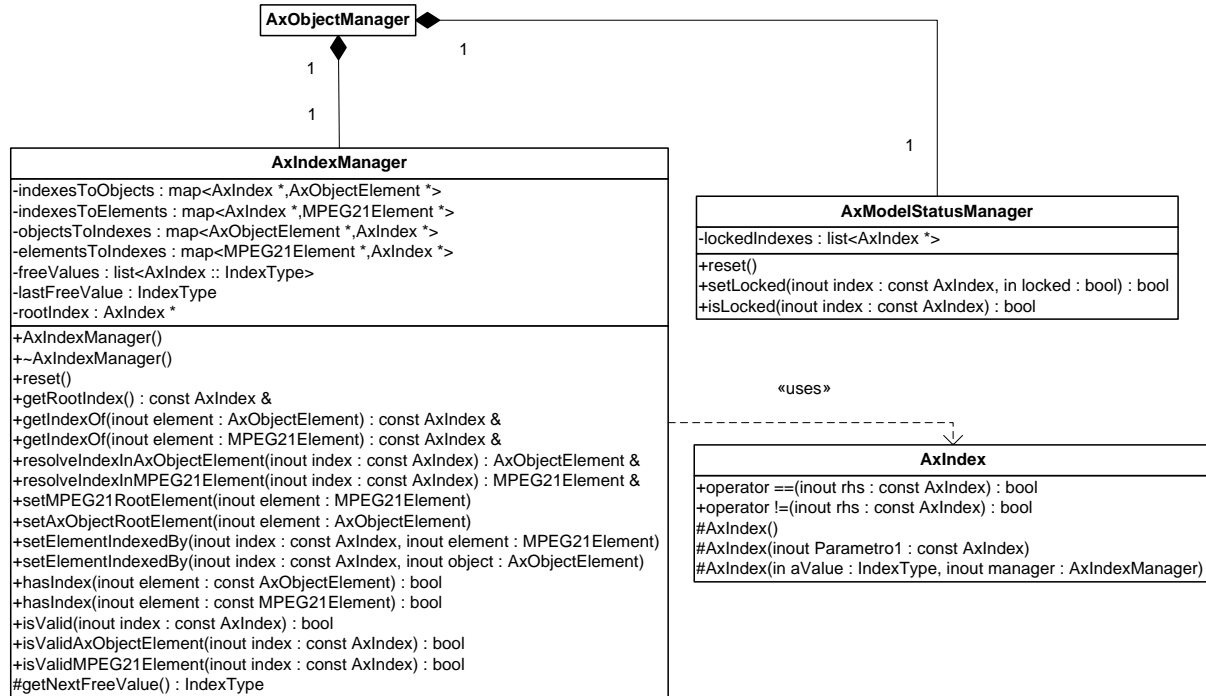 AxObjectManager
1
1
1
1
AxIndexManager
-indexesToObjects : map<AxIndex *,AxObjectElement *>
-indexesToElements : map<AxIndex *,MPEG21Element *>
-objectsToIndexes : map<AxObjectElement *,AxIndex *>
-elementsToIndexes : map<MPEG21Element *,AxIndex *>
-freeValues : list<AxIndex :: IndexType>
-lastFreeValue : IndexType
-rootIndex : AxIndex *
+AxIndexManager()
+~AxIndexManager()
+reset()
+getRootIndex() : const AxIndex &
+getIndexOf(inout element : AxObjectElement) : const AxIndex &
+getIndexOf(inout element : MPEG21Element) : const AxIndex &
+resolveIndexInAxObjectElement(inout index : const AxIndex) : AxObjectElement &
+resolveIndexInMPEG21Element(inout index : const AxIndex) : MPEG21Element &
+setMPEG21RootElement(inout element : MPEG21Element)
+setAxObjectRootElement(inout element : AxObjectElement)
+setElementIndexedBy(inout index : const AxIndex, inout element : MPEG21Element)
+setElementIndexedBy(inout index : const AxIndex, inout object : AxObjectElement)
+hasIndex(inout element : const AxObjectElement) : bool
+hasIndex(inout element : const MPEG21Element) : bool
+isValid(inout index : const AxIndex) : bool
+isValidAxObjectElement(inout index : const AxIndex) : bool
+isValidMPEG21Element(inout index : const AxIndex) : bool
#getNextFreeValue() : IndexType
AxModelStatusManager
-lockedIndexes : list<AxIndex *>
+reset()
+setLocked(inout index : const AxIndex, in locked : bool) : bool
+isLocked(inout index : const AxIndex) : bool
«uses»
AxIndex
+operator ==(inout rhs : const AxIndex) : bool
+operator !=(inout rhs : const AxIndex) : bool
#AxIndex()
#AxIndex(inout Parametro1 : const AxIndex)
#AxIndex(in aValue : IndexType, inout manager : AxIndexManager)